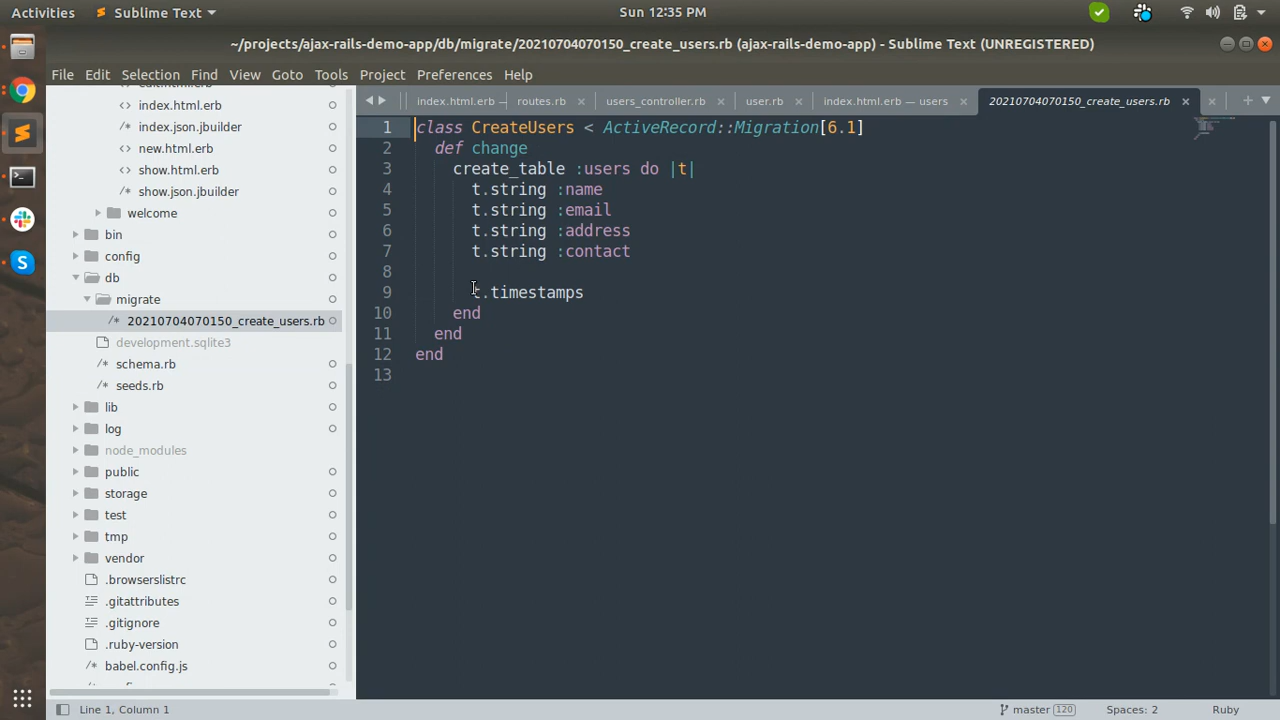 Activities Sublime Text Sun 12:35 PM
~/projects/ajax-rails-demo-app/db/migrate/20210704070150_create_users.rb (ajax-rails-demo-app) - Sublime Text (UNREGISTERED)
File Edit Selection Find View Goto Tools Project Preferences Help
index.html.erb — routes.rb users_controller.rb user.rb index.html.erb — users 20210704070150_create_users.rb
index.html.erb
index.json.jbuilder
new.html.erb
show.html.erb
show.json.jbuilder
welcome
bin
config
db
migrate
/* 20210704070150_create_users.rb
development.sqlite3
/* schema.rb
/* seeds.rb
lib
log
node_modules
public
storage
test
tmp
vendor
.browserslistrc
.gitattributes
.gitignore
.ruby-version
/* babel.config.js
1 class CreateUsers < ActiveRecord::Migration[6.1]
2 def change
3 create_table :users do |t|
4 t.string :name
5 t.string :email
6 t.string :address
7 t.string :contact
8
9 t.timestamps
10 end
11 end
12 end
13
Line 1, Column 1 master 120 Spaces: 2 Ruby